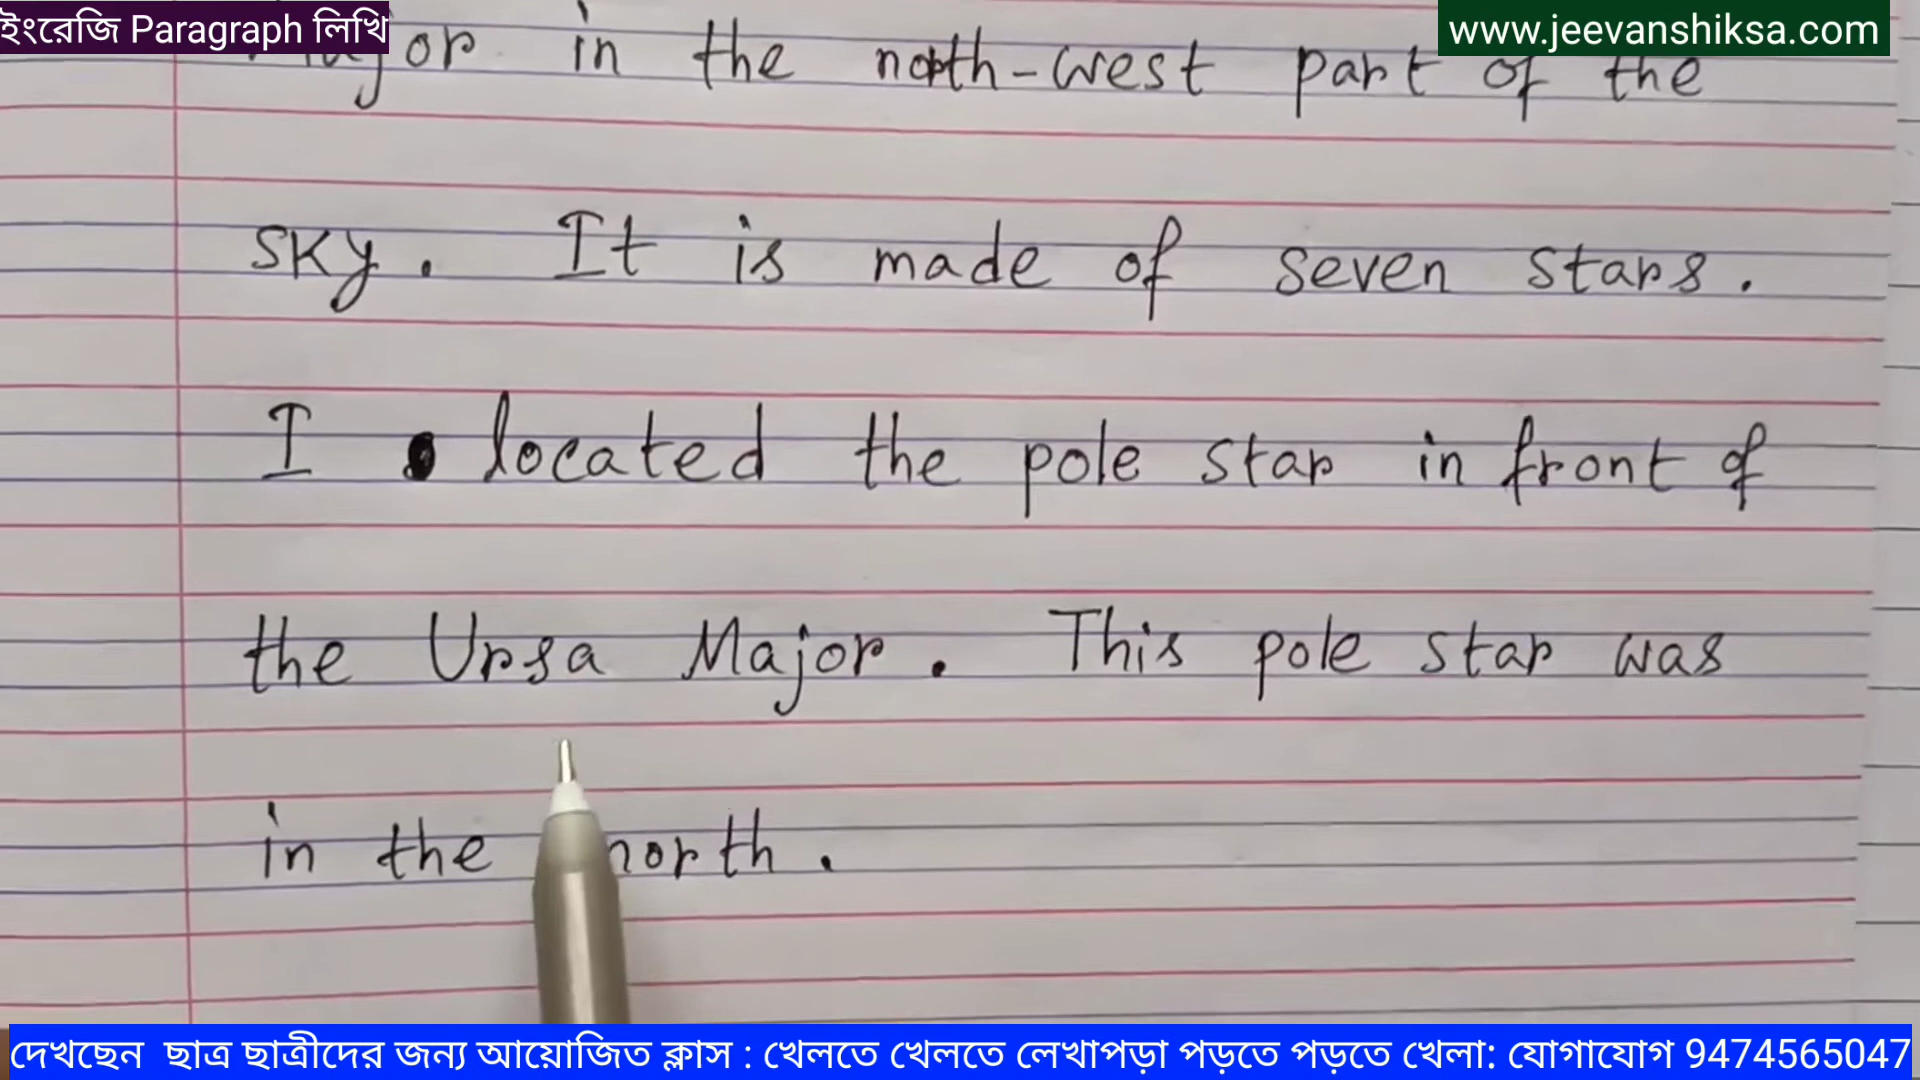 ইংরেজি Paragraph লিখি
www.jeevanshiksa.com
Major in the north-west part of the
sky. It is made of seven stars.
I located the pole star in front of
the Ursa Major. This pole star was
in the north.
দেখছেন ছাত্র ছাত্রীদের জন্য আয়োজিত ক্লাস : খেলতে খেলতে লেখাপড়া পড়তে পড়তে খেলা: যোগাযোগ 9474565047